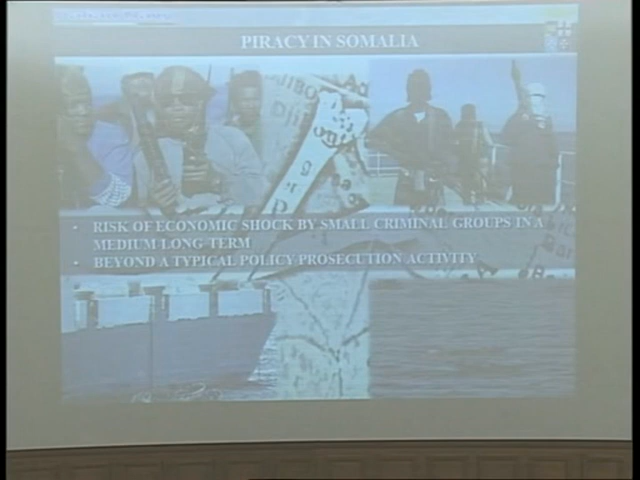 PIRACY IN SOMALIA
• RISK OF ECONOMIC SHOCK BY SMALL CRIMINAL GROUPS IN A
MEDIUM LONG TERM
• BEYOND A TYPICAL POLICY PROSECUTION ACTIVITY